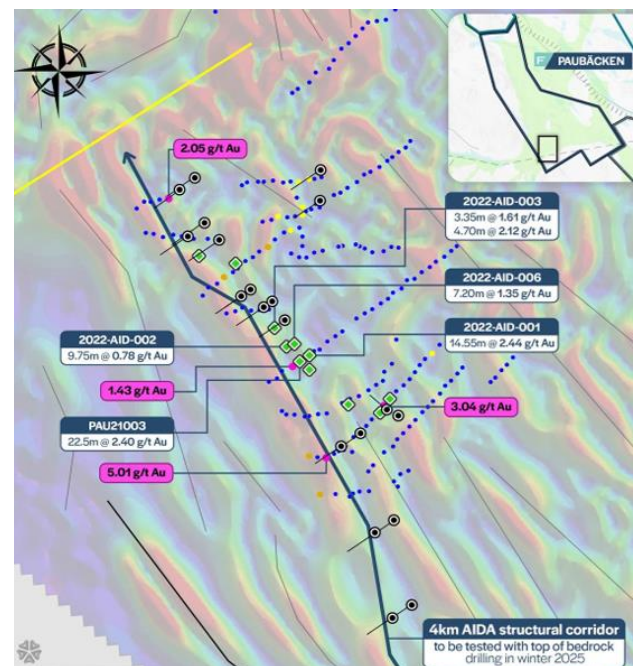 PAUBÄCKEN
2.05 g/t Au
2022-AID-003
3.35m @ 1.61 g/t Au
4.70m @ 2.12 g/t Au
2022-AID-006
7.20m @ 1.35 g/t Au
2022-AID-002
9.75m @ 0.78 g/t Au
2022-AID-001
14.55m @ 2.44 g/t Au
1.43 g/t Au
3.04 g/t Au
PAU21003
22.5m @ 2.40 g/t Au
5.01 g/t Au
4km AIDA structural corridor
to be tested with top of bedrock
drilling in winter 2025